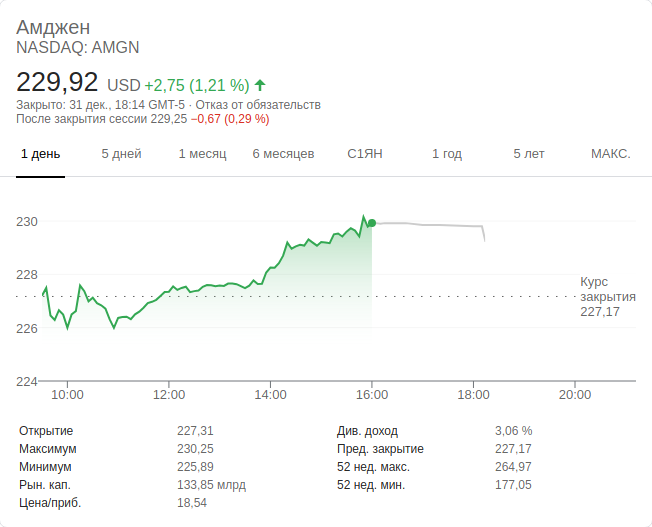 Амджен
NASDAQ: AMGN
229,92 USD +2,75 (1,21 %)
Закрыто: 31 дек., 18:14 GMT-5 · Отказ от обязательств
После закрытия сессии 229,25 −0,67 (0,29 %)
1 день 5 дней 1 месяц 6 месяцев С1ЯН 1 год 5 лет МАКС.
230
228
Курс
закрытия
227,17
226
224
10:00 12:00 14:00 16:00 18:00 20:00
Открытие 227,31 Див. доход 3,06 %
Максимум 230,25 Пред. закрытие 227,17
Минимум 225,89 52 нед. макс. 264,97
Рын. кап. 133,85 млрд 52 нед. мин. 177,05
Цена/приб. 18,54